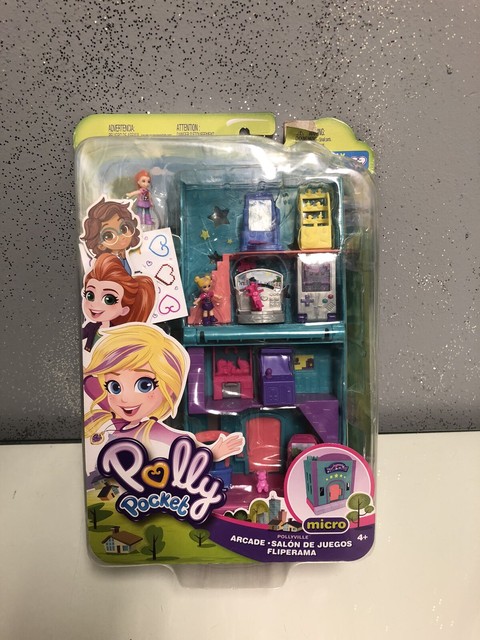 ADVERTENCIA:
ATTENTION :
Polly
Pocket
micro
POLLYVILLE
ARCADE • SALÓN DE JUEGOS
FLIPERAMA
4+